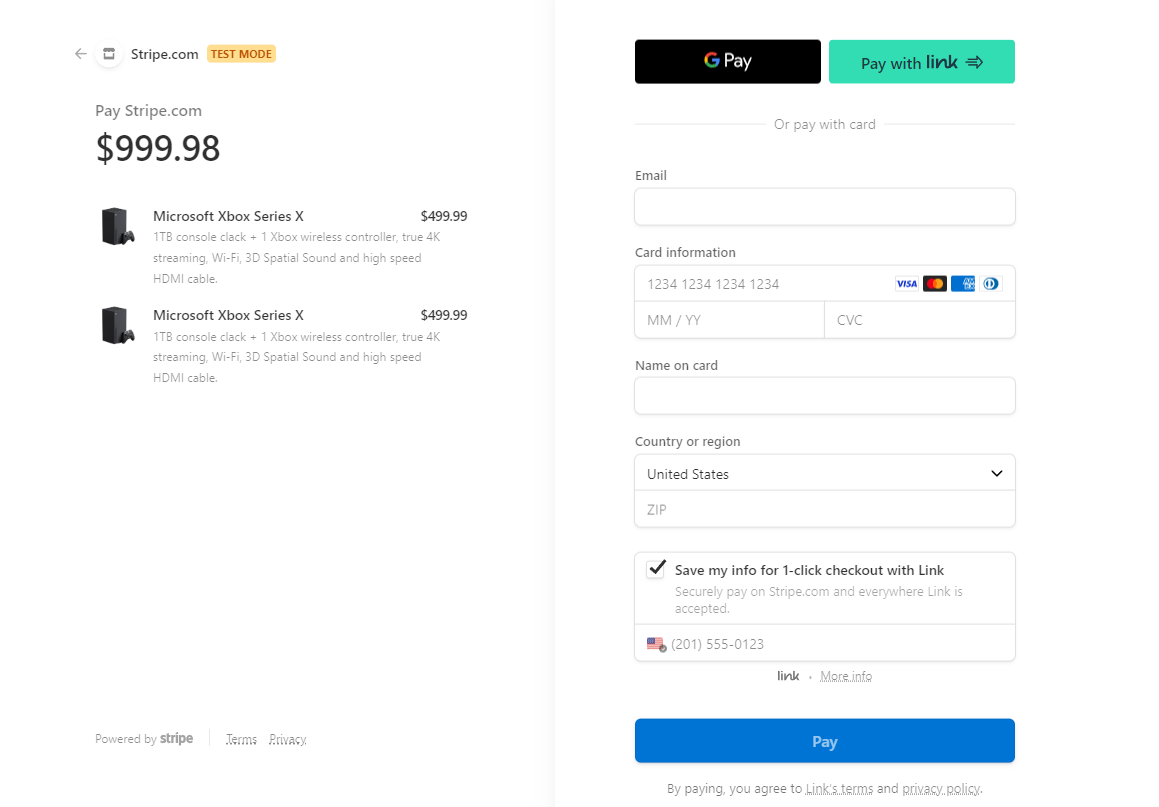 Stripe.com TEST MODE
Pay Stripe.com
$999.98
Microsoft Xbox Series X $499.99
1TB console clack + 1 Xbox wireless controller, true 4K
streaming, Wi-Fi, 3D Spatial Sound and high speed
HDMI cable.
Microsoft Xbox Series X $499.99
1TB console clack + 1 Xbox wireless controller, true 4K
streaming, Wi-Fi, 3D Spatial Sound and high speed
HDMI cable.
Powered by stripe Terms Privacy
G Pay Pay with link
Or pay with card
Email
Card information
1234 1234 1234 1234 VISA AMEX
MM / YY CVC
Name on card
Country or region
United States
ZIP
Save my info for 1-click checkout with Link
Securely pay on Stripe.com and everywhere Link is
accepted.
(201) 555-0123
link · More info
Pay
By paying, you agree to Link's terms and privacy policy.